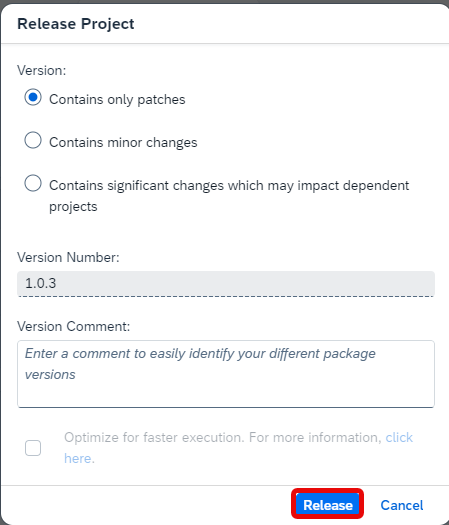 Release Project
Version:
Contains only patches
Contains minor changes
Contains significant changes which may impact dependent
projects
Version Number:
1.0.3
Version Comment:
Enter a comment to easily identify your different package
versions
Optimize for faster execution. For more information, click
here.
Release Cancel